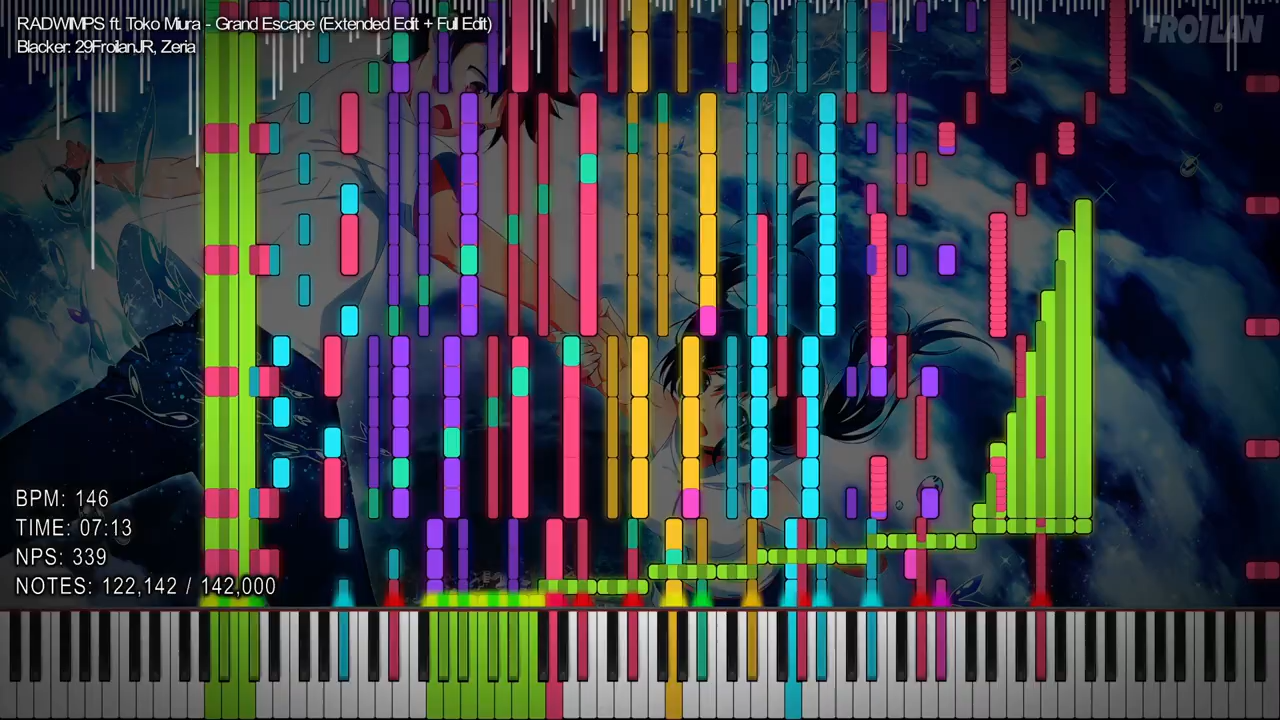 RADWIMPS ft. Toko Miura - Grand Escape (Extended Edit + Full Edit)
Blacker: 29FroilanJR, Zeria
FROILAN
BPM: 146
TIME: 07:13
NPS: 339
NOTES: 122,142 / 142,000